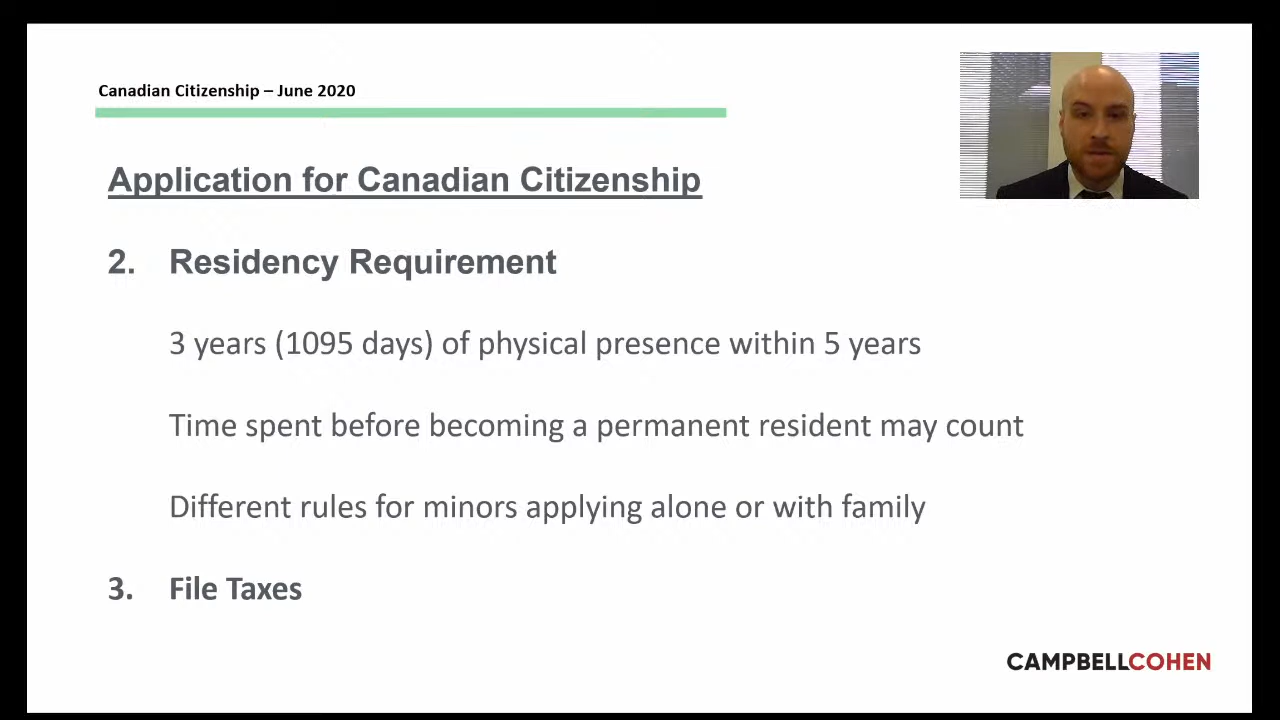 Canadian Citizenship – June 2020
Application for Canadian Citizenship
2. Residency Requirement
3 years (1095 days) of physical presence within 5 years
Time spent before becoming a permanent resident may count
Different rules for minors applying alone or with family
3. File Taxes
CAMPBELLCOHEN